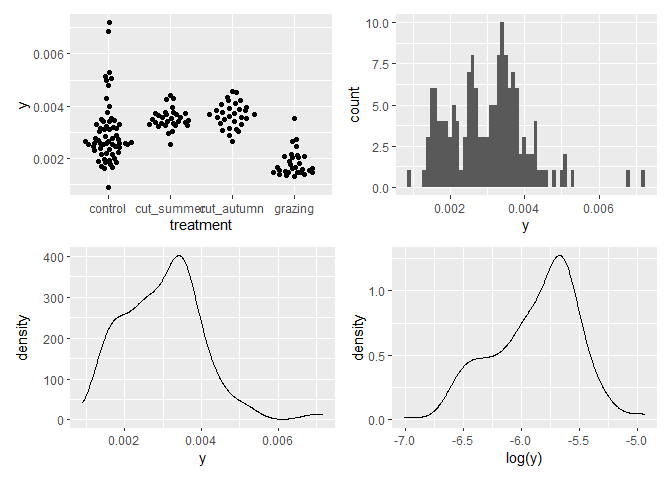 0.006
0.004
0.002
y
control cut_summer cut_autumn grazing
treatment
10.0
7.5
5.0
2.5
0.0
count
0.002 0.004 0.006
y
400
300
200
100
0
density
0.002 0.004 0.006
y
1.0
0.5
0.0
density
-7.0 -6.5 -6.0 -5.5 -5.0
log(y)